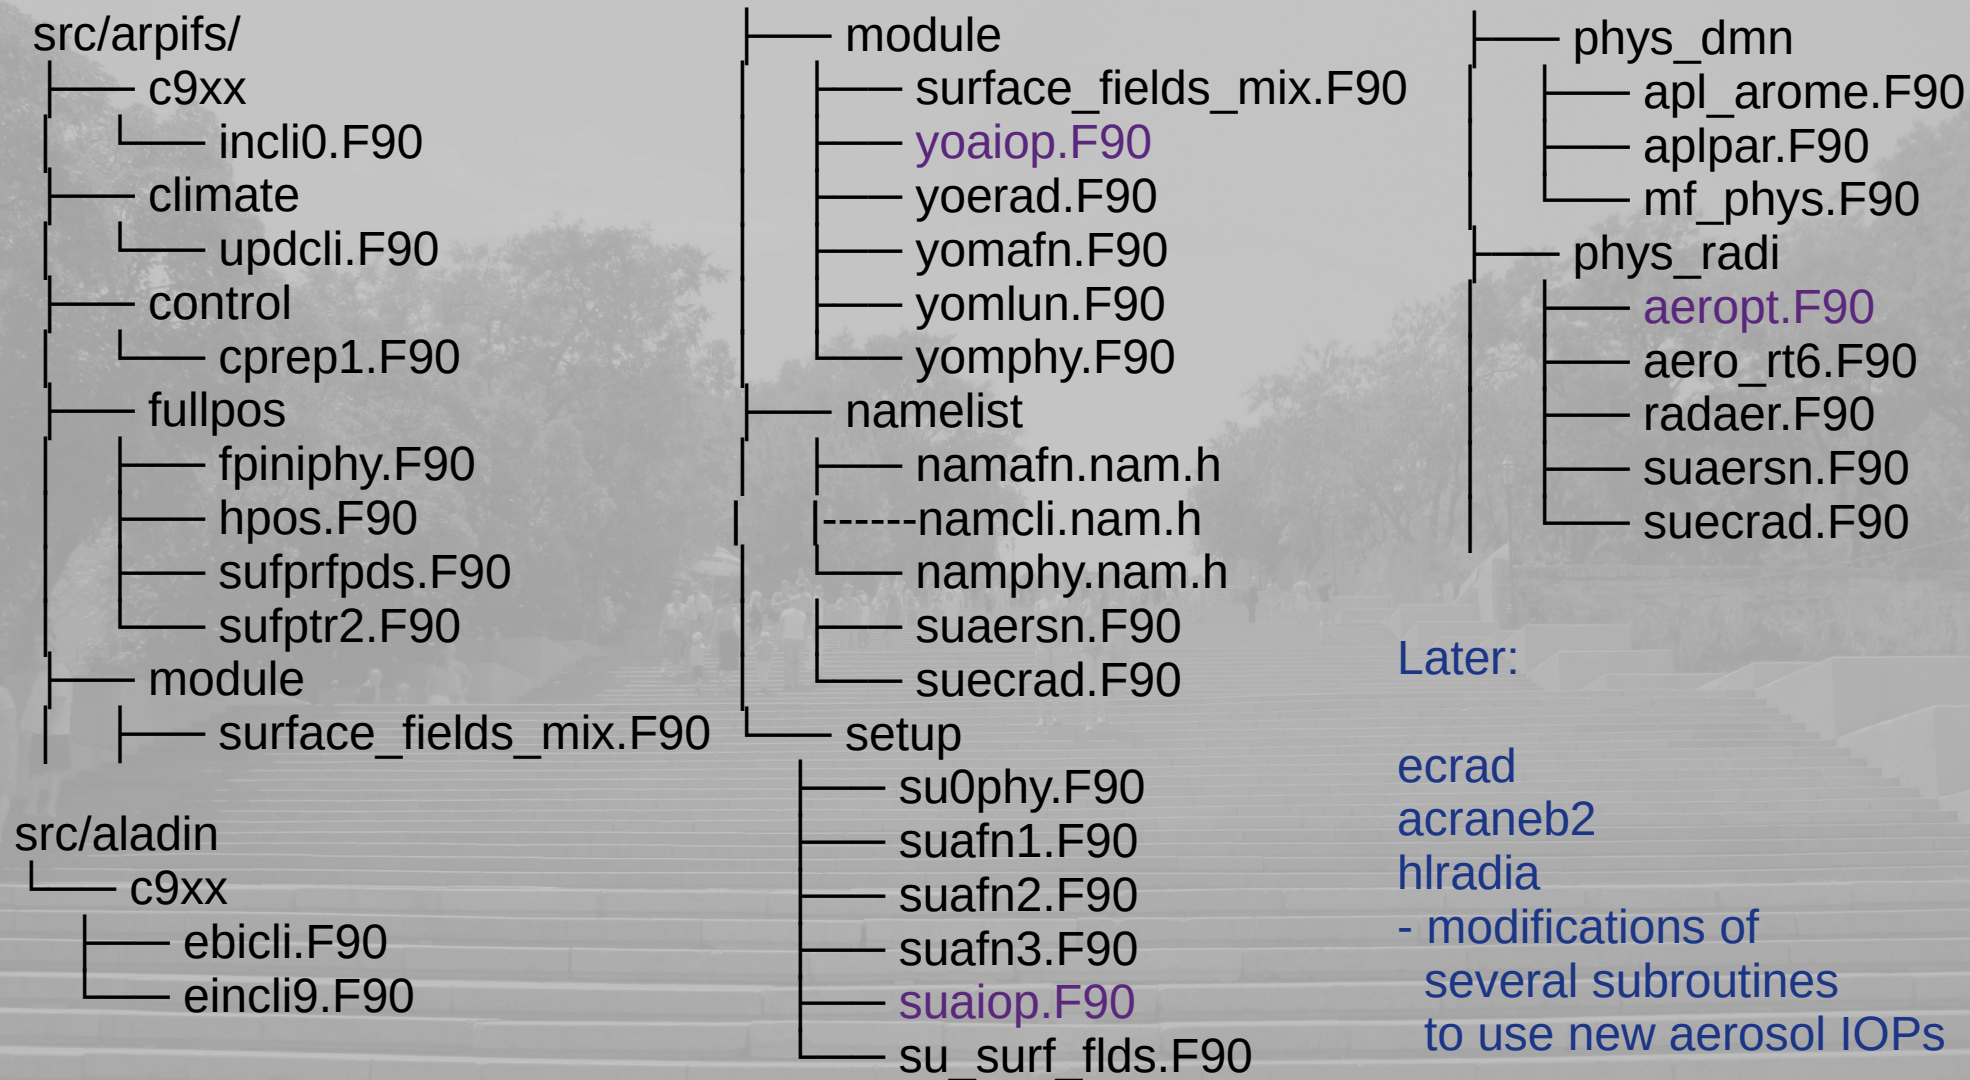 src/arpifs/
├── c9xx
│   └── incli0.F90
├── climate
│   └── updcli.F90
├── control
│   └── cprep1.F90
├── fullpos
│   ├── fpiniphy.F90
│   ├── hpos.F90
│   ├── sufprfpds.F90
│   └── sufptr2.F90
├── module
│   ├── surface_fields_mix.F90
src/aladin
└── c9xx
    ├── ebicli.F90
    └── eincli9.F90
├── module
│   ├── surface_fields_mix.F90
│   ├── yoaiop.F90
│   ├── yoerad.F90
│   ├── yomafn.F90
│   ├── yomlun.F90
│   └── yomphy.F90
├── namelist
│   ├── namafn.nam.h
|   |------namcli.nam.h
│   └── namphy.nam.h
│   ├── suaersn.F90
│   └── suecrad.F90
└── setup
    ├── su0phy.F90
    ├── suafn1.F90
    ├── suafn2.F90
    ├── suafn3.F90
    ├── suaiop.F90
    └── su_surf_flds.F90
├── phys_dmn
│   ├── apl_arome.F90
│   ├── aplpar.F90
│   └── mf_phys.F90
├── phys_radi
│   ├── aeropt.F90
│   ├── aero_rt6.F90
│   ├── radaer.F90
│   ├── suaersn.F90
│   └── suecrad.F90
Later:
ecrad
acraneb2
hlradia
- modifications of
several subroutines
to use new aerosol IOPs